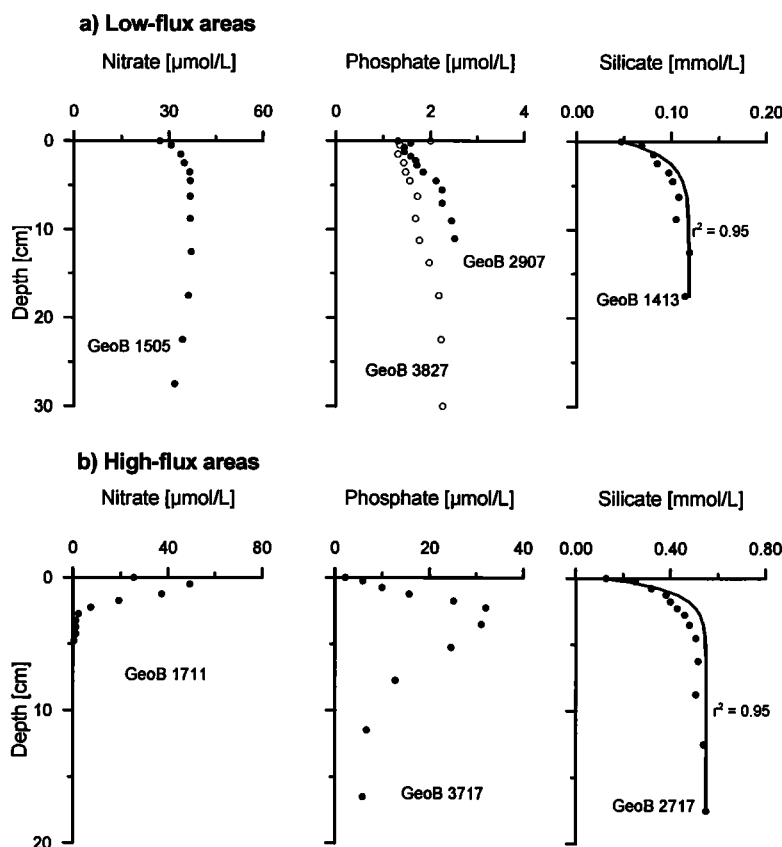 a) Low-flux areas
Nitrate [µmol/L] Phosphate [µmol/L] Silicate [mmol/L]
0 30 60 0 2 4 0.00 0.10 0.20
0
10
20
30
Depth [cm]
GeoB 1505
GeoB 2907
GeoB 3827
r² = 0.95
GeoB 1413
b) High-flux areas
Nitrate [µmol/L] Phosphate [µmol/L] Silicate [mmol/L]
0 40 80 0 20 40 0.00 0.40 0.80
0
10
20
Depth [cm]
GeoB 1711
GeoB 3717
r² = 0.95
GeoB 2717